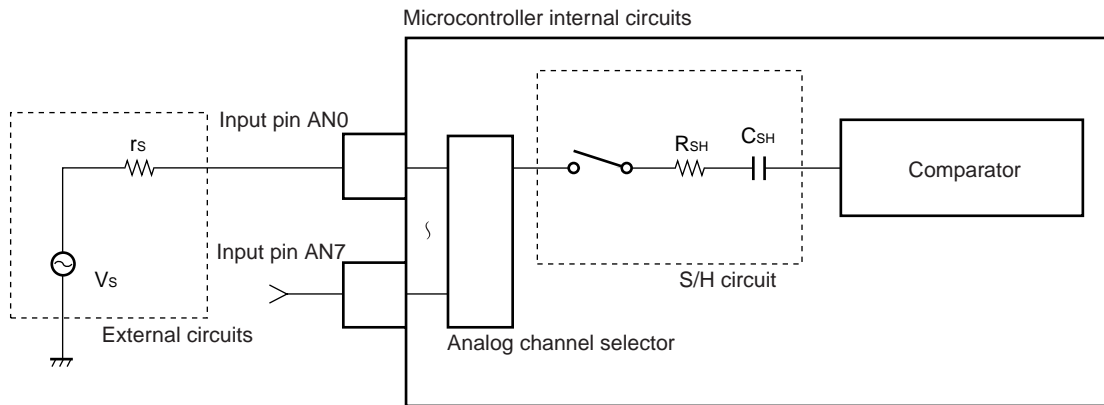 Microcontroller internal circuits
Input pin AN0
rS
RSH
CSH
Comparator
Input pin AN7
VS
S/H circuit
External circuits
Analog channel selector